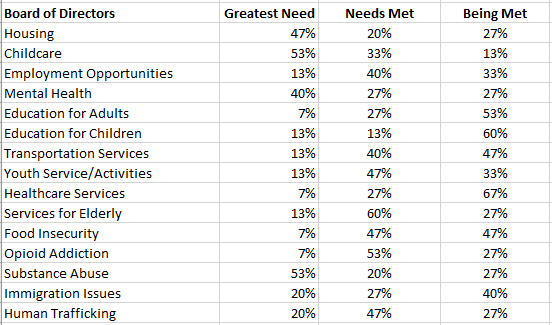 Board of Directors Greatest Need Needs Met Being Met
Housing 47% 20% 27%
Childcare 53% 33% 13%
Employment Opportunities 13% 40% 33%
Mental Health 40% 27% 27%
Education for Adults 7% 27% 53%
Education for Children 13% 13% 60%
Transportation Services 13% 40% 47%
Youth Service/Activities 13% 47% 33%
Healthcare Services 7% 27% 67%
Services for Elderly 13% 60% 27%
Food Insecurity 7% 47% 47%
Opioid Addiction 7% 53% 27%
Substance Abuse 53% 20% 27%
Immigration Issues 20% 27% 40%
Human Trafficking 20% 47% 27%